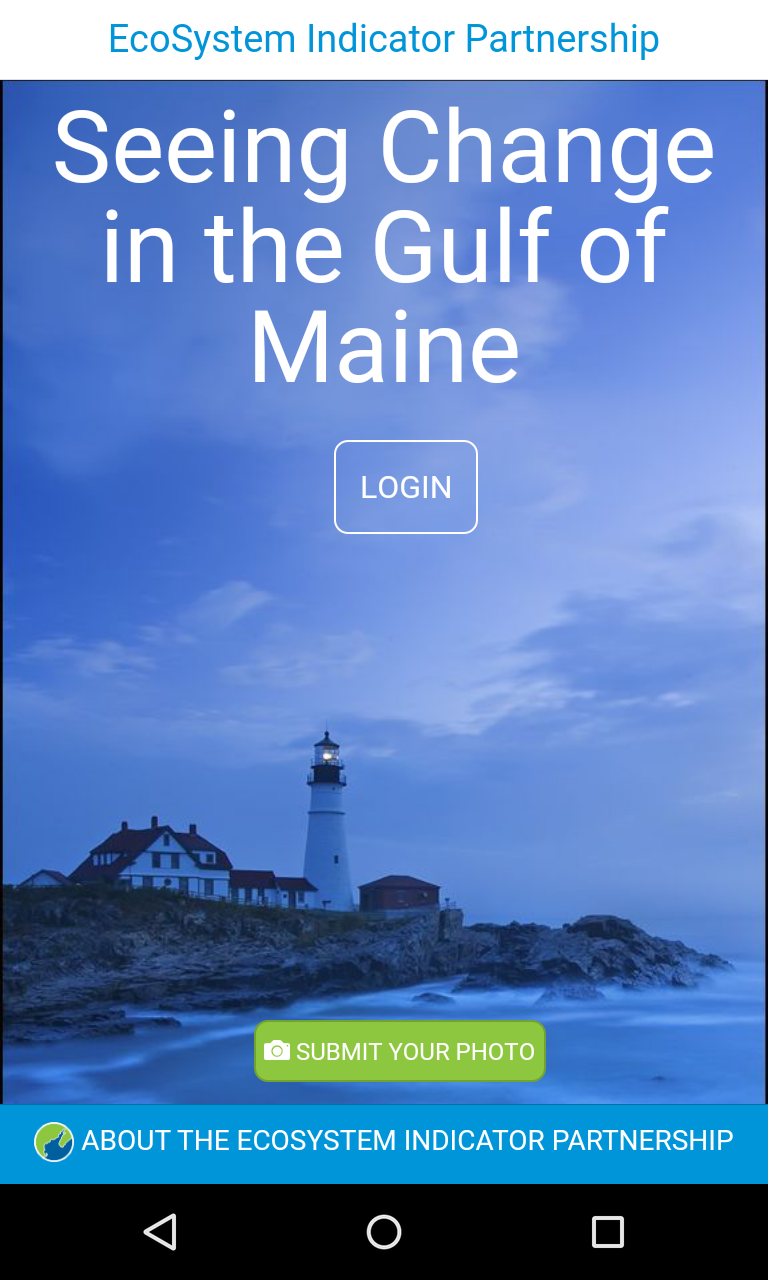 EcoSystem Indicator Partnership
Seeing Change
in the Gulf of
Maine
LOGIN
SUBMIT YOUR PHOTO
ABOUT THE ECOSYSTEM INDICATOR PARTNERSHIP